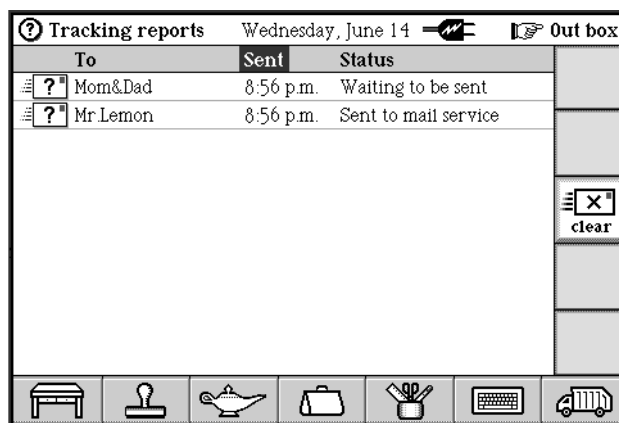 ? Tracking reports Wednesday, June 14 Out box
To Sent Status
? Mom&Dad 8:56 p.m. Waiting to be sent
? Mr.Lemon 8:56 p.m. Sent to mail service
clear